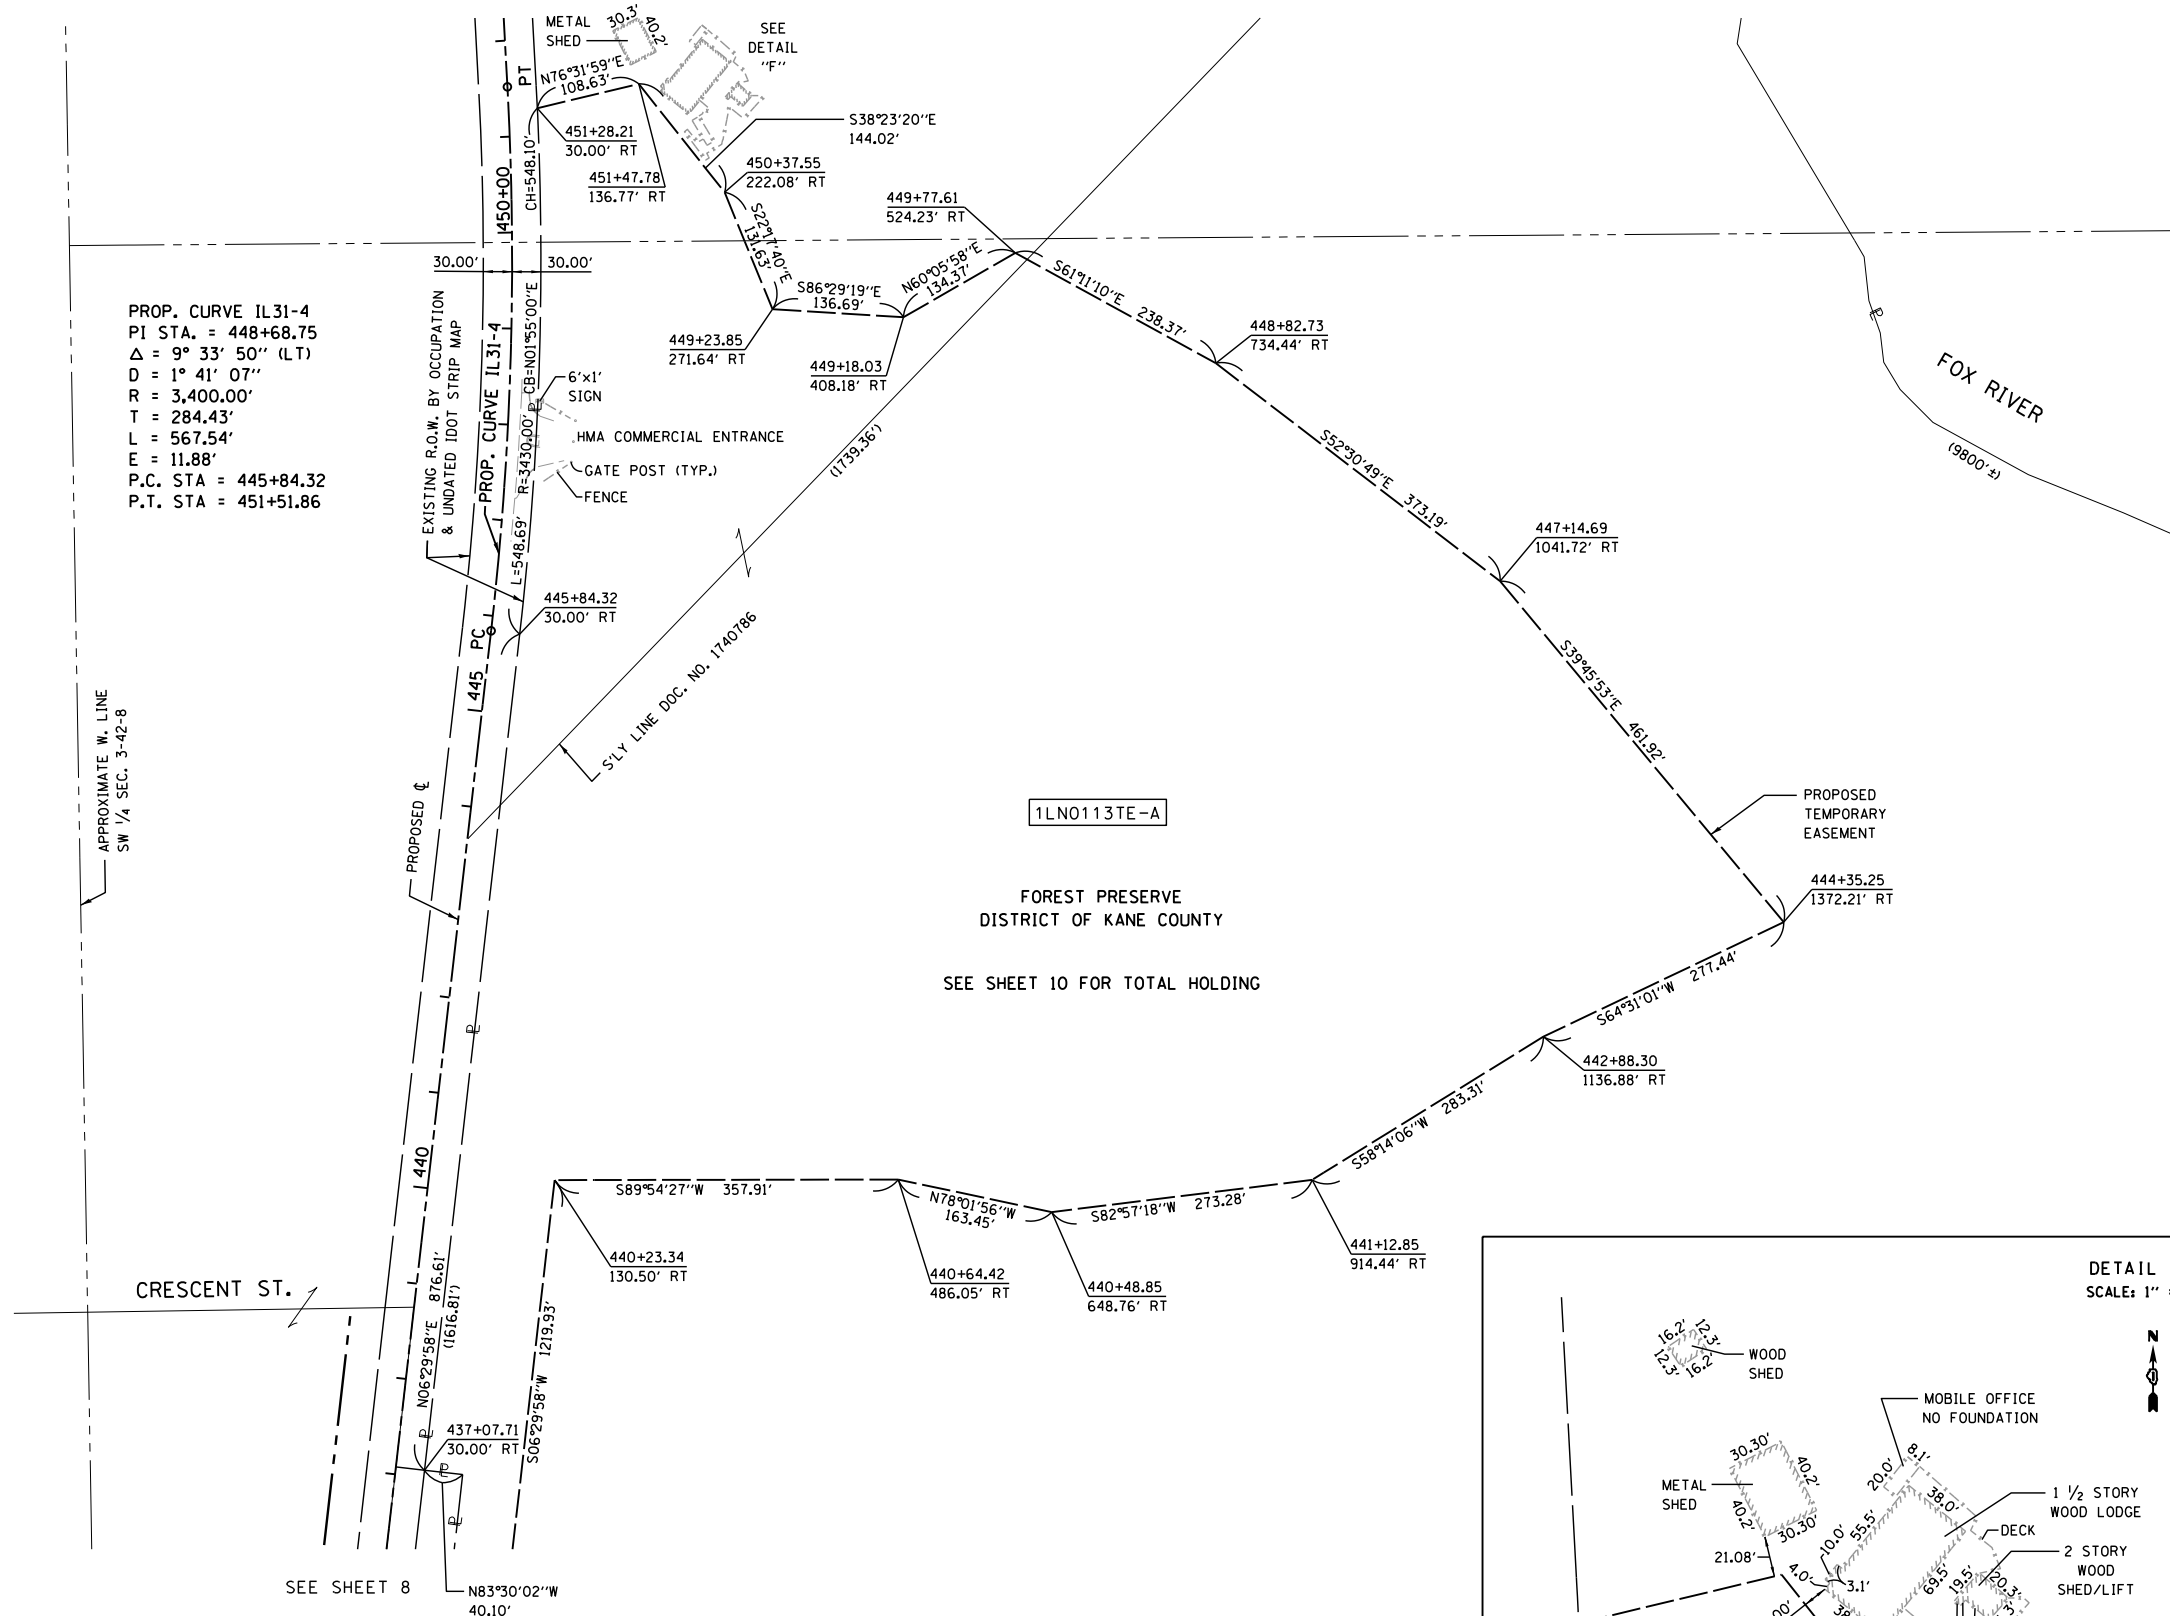 METAL
SHED
30.3'
40.2'
SEE
DETAIL
"F"
N76°31'59"E
108.63'
PT
451+28.21
30.00' RT
451+47.78
136.77' RT
S38°23'20"E
144.02'
450+37.55
222.08' RT
449+77.61
524.23' RT
CH=548.10'
450+00
S22°17'40"E
131.63'
30.00'
30.00'
S86°29'19"E
136.69'
N60°05'58"E
134.37'
S61°11'10"E 238.37'
448+82.73
734.44' RT
449+23.85
271.64' RT
449+18.03
408.18' RT
PROP. CURVE IL31-4
PI STA. = 448+68.75
Δ = 9° 33' 50" (LT)
D = 1° 41' 07"
R = 3,400.00'
T = 284.43'
L = 567.54'
E = 11.88'
P.C. STA = 445+84.32
P.T. STA = 451+51.86
EXISTING R.O.W. BY OCCUPATION
& UNDATED IDOT STRIP MAP
PROP. CURVE IL31-4
CB=N01°55'00"E
R=3430.00'
L=548.69'
6'x1'
SIGN
HMA COMMERCIAL ENTRANCE
GATE POST (TYP.)
FENCE
(1739.36')
FOX RIVER
(9800'±)
S52°30'49"E 373.19'
447+14.69
1041.72' RT
445+84.32
30.00' RT
PC
445
S'LY LINE DOC. NO. 1740786
S39°45'53"E 461.92'
APPROXIMATE W. LINE
SW 1/4 SEC. 3-42-8
PROPOSED ℄
1LN0113TE-A
PROPOSED
TEMPORARY
EASEMENT
FOREST PRESERVE
DISTRICT OF KANE COUNTY
444+35.25
1372.21' RT
SEE SHEET 10 FOR TOTAL HOLDING
S64°31'01"W 277.44'
442+88.30
1136.88' RT
S58°14'06"W 283.31'
440
S89°54'27"W 357.91'
N78°01'56"W
163.45'
S82°57'18"W 273.28'
440+23.34
130.50' RT
440+64.42
486.05' RT
440+48.85
648.76' RT
441+12.85
914.44' RT
CRESCENT ST.
N06°29'58"E 876.61'
(1616.81')
S06°29'58"W 1219.93'
437+07.71
30.00' RT
SEE SHEET 8
N83°30'02"W
40.10'
DETAIL
SCALE: 1"
N
16.2'
12.3'
12.3'
16.2'
WOOD
SHED
MOBILE OFFICE
NO FOUNDATION
30.30'
40.2'
METAL
SHED
40.2'
30.30'
20.0'
8.1'
38.0'
1 1/2 STORY
WOOD LODGE
DECK
55.5'
10.0'
21.08'
4.0'
3.1'
69.5'
19.5'
20.3'
2 STORY
WOOD
SHED/LIFT